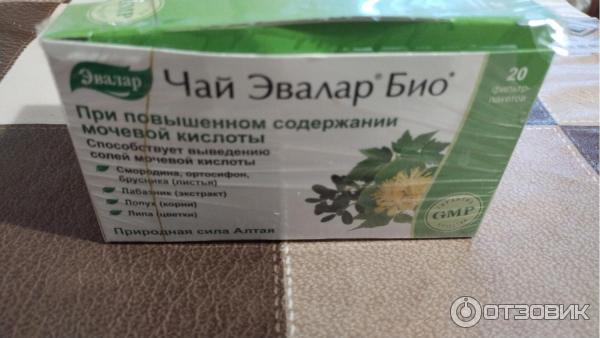 Эвалар
Чай Эвалар® Био*
20
фильтр-
пакетов
При повышенном содержании
мочевой кислоты
Способствует выведению
солей мочевой кислоты
Смородина, ортосифон,
Брусника (листья)
Лабазник (экстракт)
Лопух (корни)
Липа (цветки)
Природная сила Алтая
GMP
ОТЗОВИК